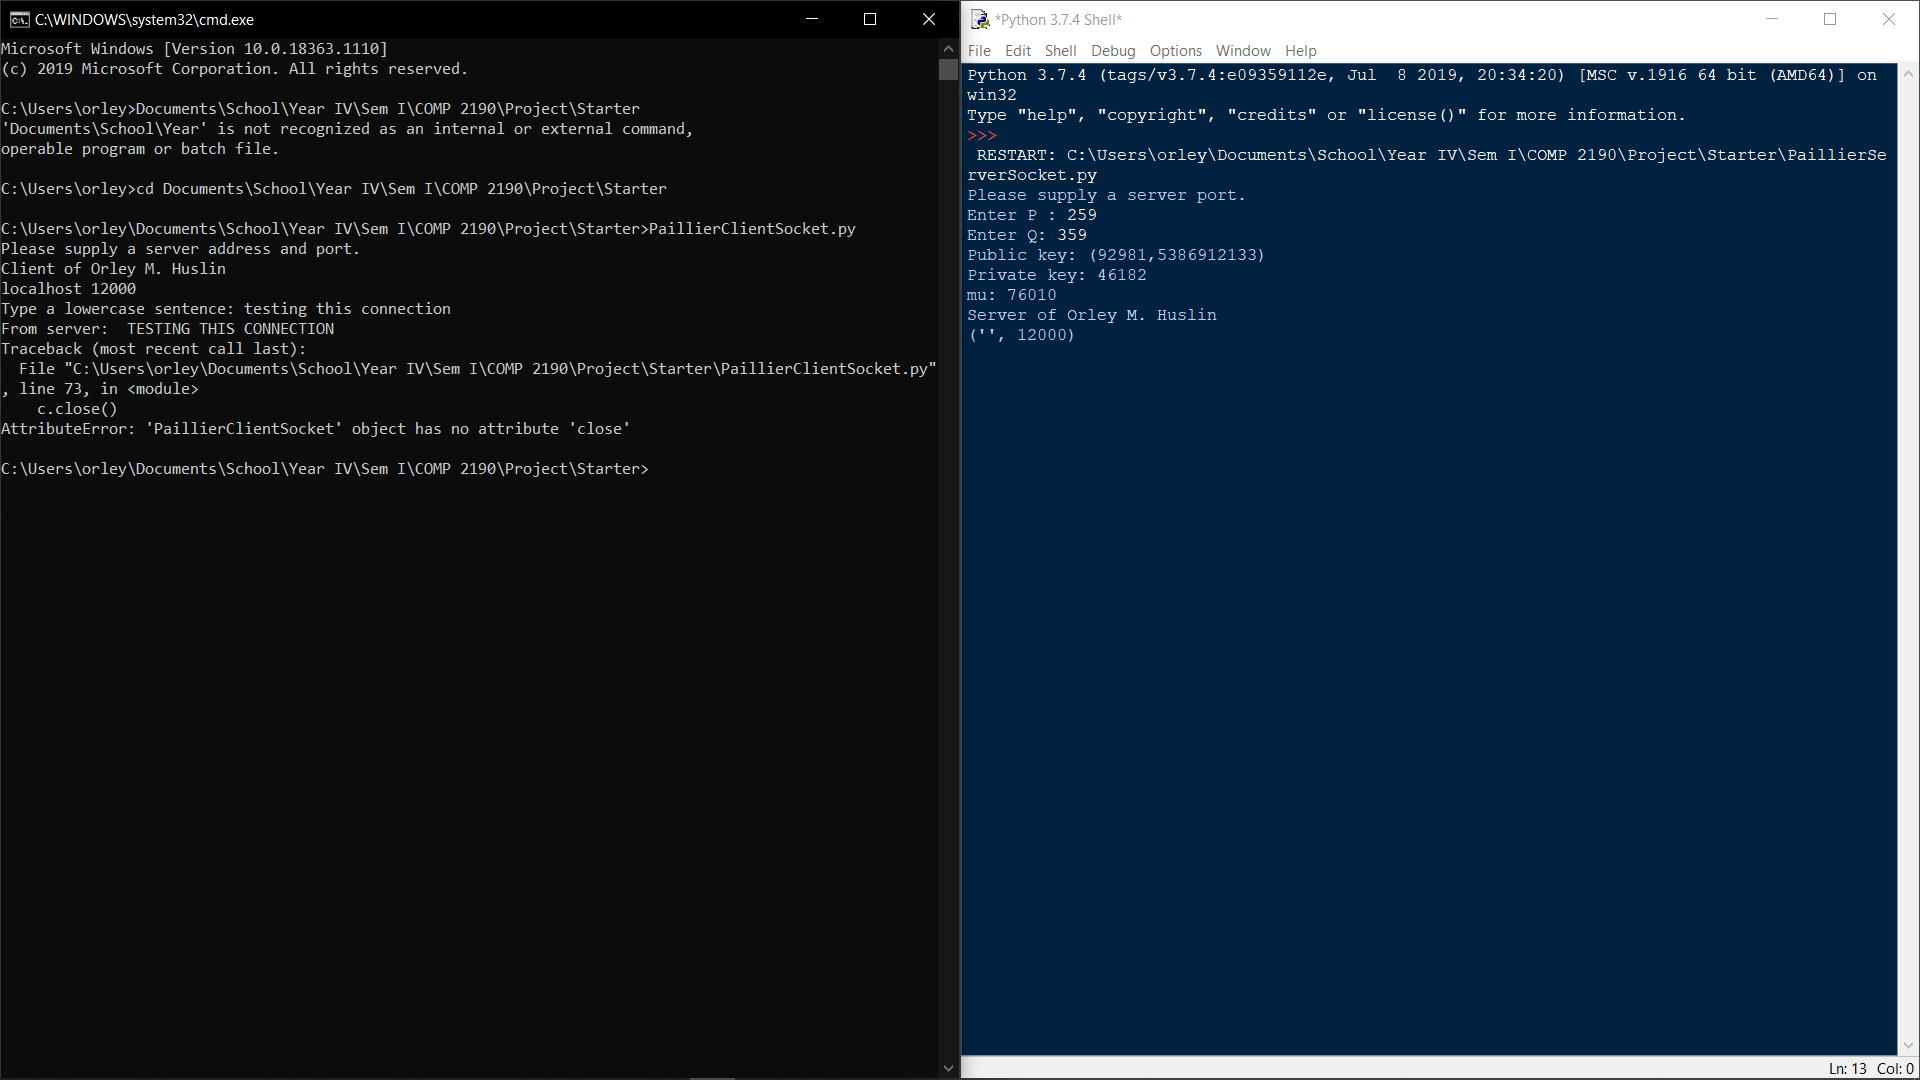 C:\WINDOWS\system32\cmd.exe
Microsoft Windows [Version 10.0.18363.1110]
(c) 2019 Microsoft Corporation. All rights reserved.
C:\Users\orley>Documents\School\Year IV\Sem I\COMP 2190\Project\Starter
'Documents\School\Year' is not recognized as an internal or external command,
operable program or batch file.
C:\Users\orley>cd Documents\School\Year IV\Sem I\COMP 2190\Project\Starter
C:\Users\orley\Documents\School\Year IV\Sem I\COMP 2190\Project\Starter>PaillierClientSocket.py
Please supply a server address and port.
Client of Orley M. Huslin
localhost 12000
Type a lowercase sentence: testing this connection
From server:  TESTING THIS CONNECTION
Traceback (most recent call last):
  File "C:\Users\orley\Documents\School\Year IV\Sem I\COMP 2190\Project\Starter\PaillierClientSocket.py"
, line 73, in <module>
    c.close()
AttributeError: 'PaillierClientSocket' object has no attribute 'close'
C:\Users\orley\Documents\School\Year IV\Sem I\COMP 2190\Project\Starter>
*Python 3.7.4 Shell*
File Edit Shell Debug Options Window Help
Python 3.7.4 (tags/v3.7.4:e09359112e, Jul  8 2019, 20:34:20) [MSC v.1916 64 bit (AMD64)] on
win32
Type "help", "copyright", "credits" or "license()" for more information.
>>>
 RESTART: C:\Users\orley\Documents\School\Year IV\Sem I\COMP 2190\Project\Starter\PaillierSe
rverSocket.py
Please supply a server port.
Enter P : 259
Enter Q: 359
Public key: (92981,5386912133)
Private key: 46182
mu: 76010
Server of Orley M. Huslin
('', 12000)
Ln: 13 Col: 0